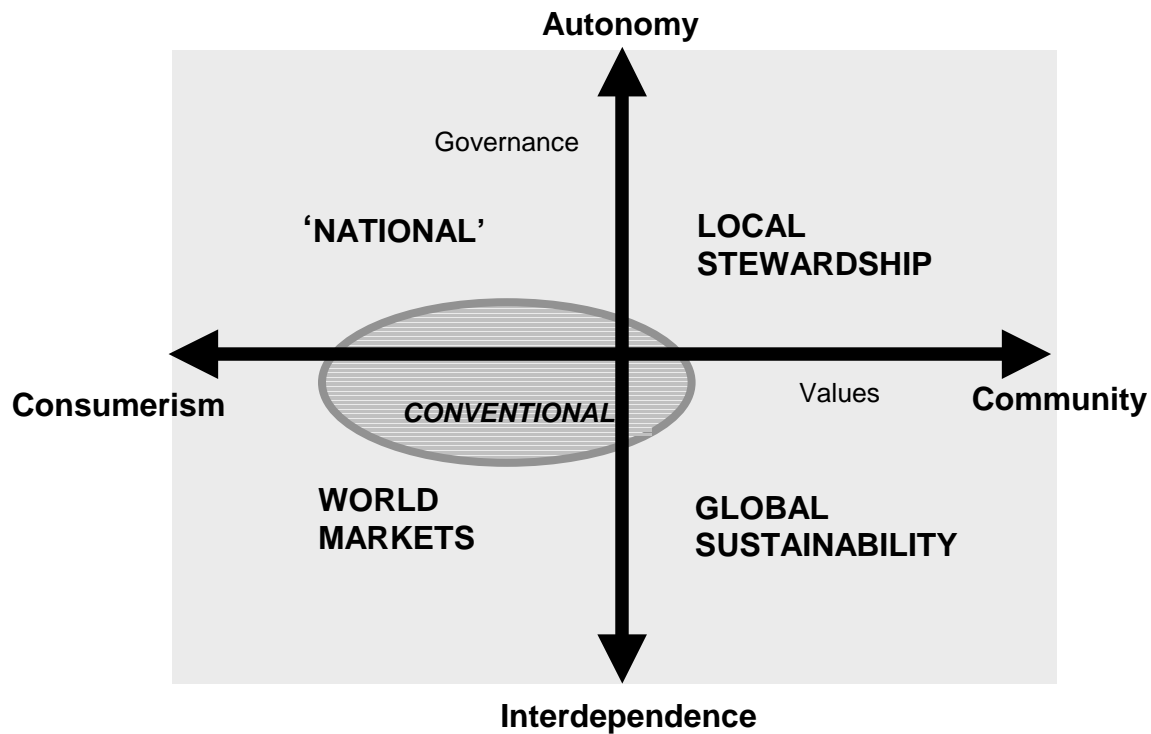 Autonomy
Governance
‘NATIONAL’
LOCAL
STEWARDSHIP
Values
Consumerism
Community
CONVENTIONAL
WORLD
MARKETS
GLOBAL
SUSTAINABILITY
Interdependence